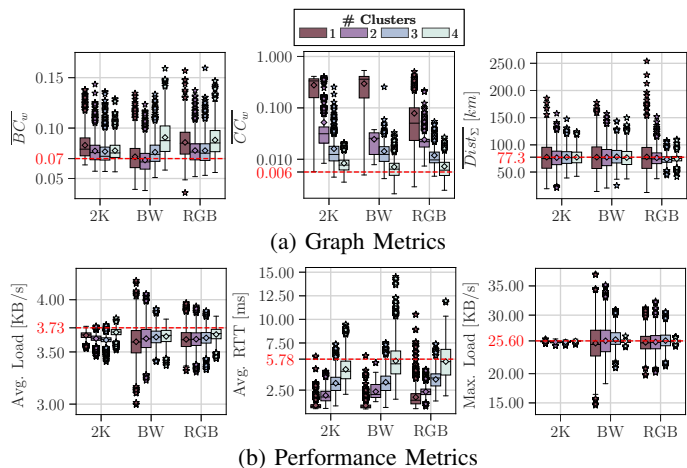 # Clusters
1 2 3 4
BC_w
0.15
0.10
0.07
0.05
2K BW RGB
CC_w
1.000
0.100
0.010
0.006
2K BW RGB
Dist_Σ [km]
250.0
200.0
150.0
100.0
77.3
50.0
2K BW RGB
(a) Graph Metrics
Avg. Load [KB/s]
4.00
3.73
3.50
3.00
2K BW RGB
Avg. RTT [ms]
15.00
12.50
10.00
7.50
5.78
2.50
2K BW RGB
Max. Load [KB/s]
35.00
30.00
25.60
20.00
15.00
2K BW RGB
(b) Performance Metrics